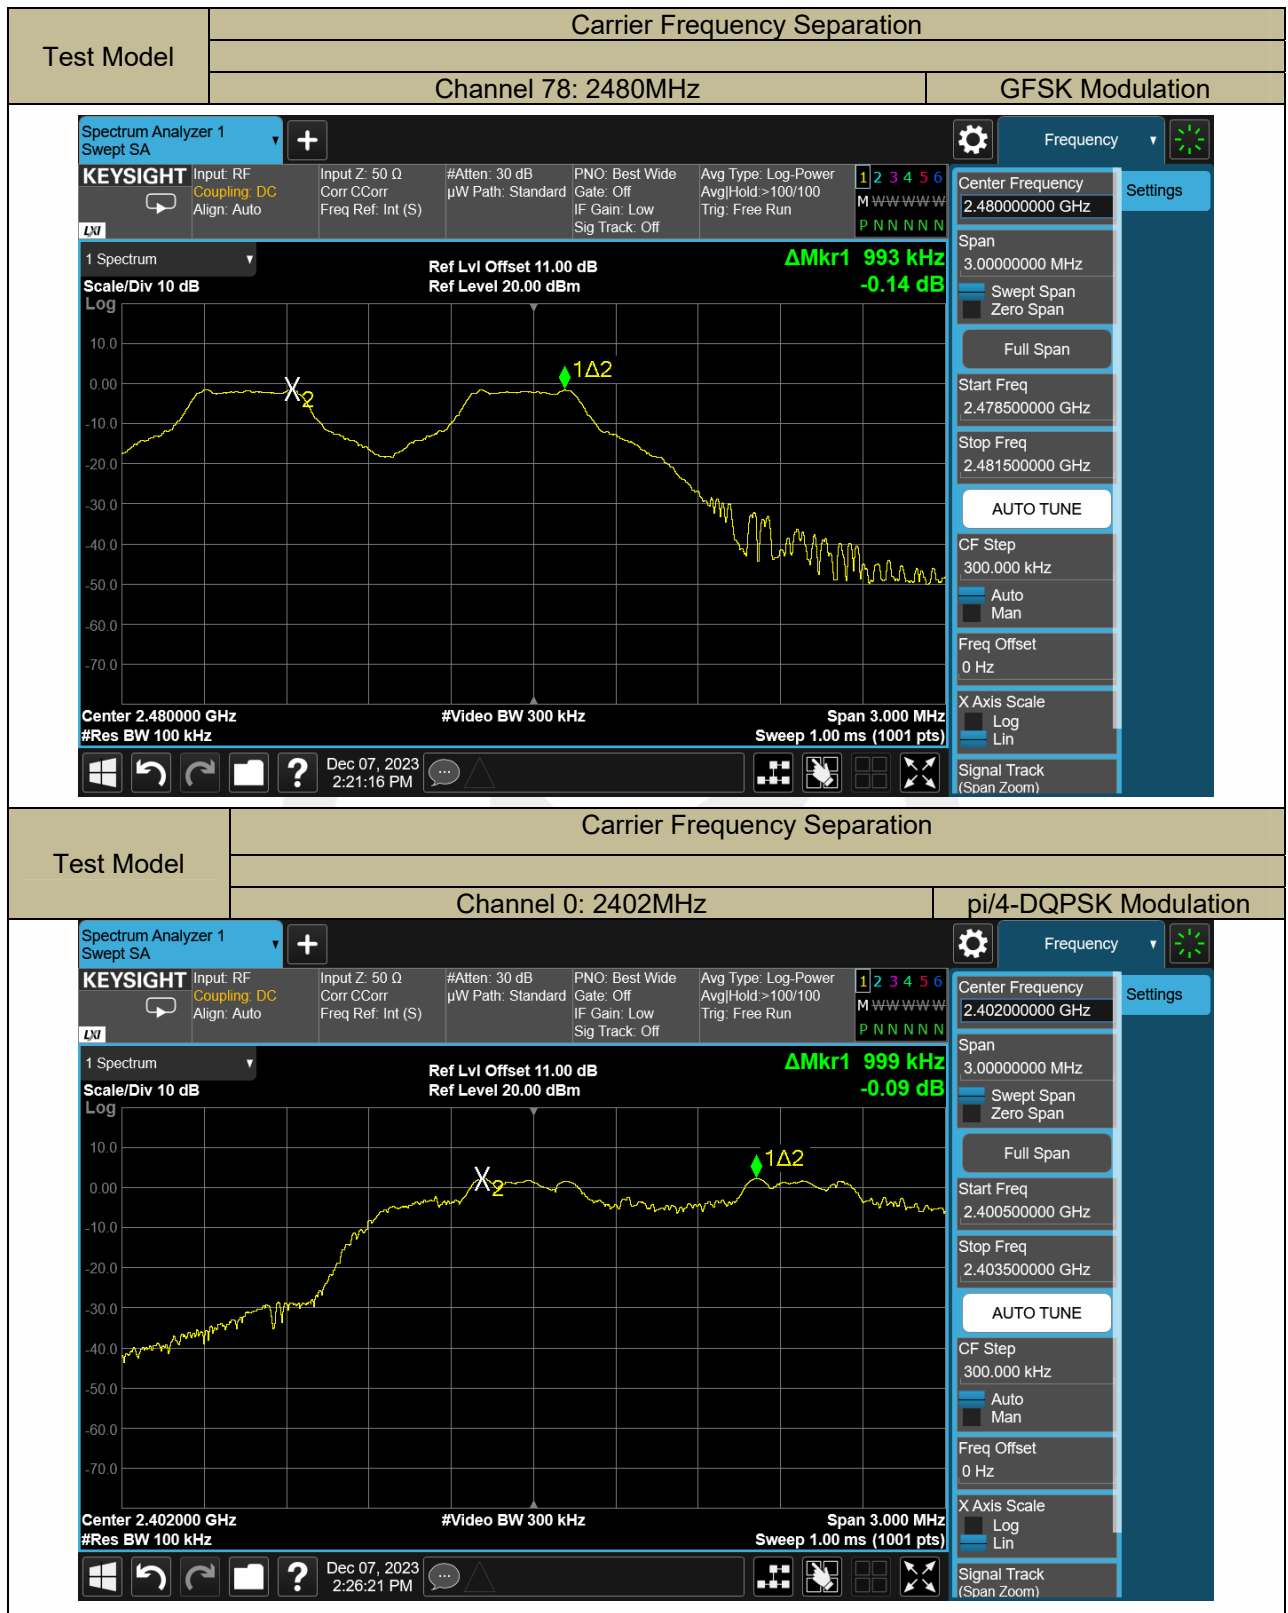 Test Model
Carrier Frequency Separation
Channel 78: 2480MHz
GFSK Modulation
Spectrum Analyzer 1
Swept SA
Frequency
KEYSIGHT
LXI
Input: RF
Coupling: DC
Align: Auto
Input Z: 50 Ω
Corr CCorr
Freq Ref: Int (S)
#Atten: 30 dB
µW Path: Standard
PNO: Best Wide
Gate: Off
IF Gain: Low
Sig Track: Off
Avg Type: Log-Power
Avg|Hold:>100/100
Trig: Free Run
1 2 3 4 5 6
M W W W W W
P N N N N N
1 Spectrum
Scale/Div 10 dB
Log
Ref Lvl Offset 11.00 dB
Ref Level 20.00 dBm
ΔMkr1 993 kHz
-0.14 dB
10.0
0.00
-10.0
-20.0
-30.0
-40.0
-50.0
-60.0
-70.0
X2
1Δ2
Center 2.480000 GHz
#Res BW 100 kHz
#Video BW 300 kHz
Span 3.000 MHz
Sweep 1.00 ms (1001 pts)
Dec 07, 2023
2:21:16 PM
Center Frequency
2.480000000 GHz
Span
3.00000000 MHz
Swept Span
Zero Span
Full Span
Start Freq
2.478500000 GHz
Stop Freq
2.481500000 GHz
AUTO TUNE
CF Step
300.000 kHz
Auto
Man
Freq Offset
0 Hz
X Axis Scale
Log
Lin
Signal Track
(Span Zoom)
Settings
Test Model
Carrier Frequency Separation
Channel 0: 2402MHz
pi/4-DQPSK Modulation
Spectrum Analyzer 1
Swept SA
Frequency
KEYSIGHT
LXI
Input: RF
Coupling: DC
Align: Auto
Input Z: 50 Ω
Corr CCorr
Freq Ref: Int (S)
#Atten: 30 dB
µW Path: Standard
PNO: Best Wide
Gate: Off
IF Gain: Low
Sig Track: Off
Avg Type: Log-Power
Avg|Hold:>100/100
Trig: Free Run
1 2 3 4 5 6
M W W W W W
P N N N N N
1 Spectrum
Scale/Div 10 dB
Log
Ref Lvl Offset 11.00 dB
Ref Level 20.00 dBm
ΔMkr1 999 kHz
-0.09 dB
10.0
0.00
-10.0
-20.0
-30.0
-40.0
-50.0
-60.0
-70.0
X2
1Δ2
Center 2.402000 GHz
#Res BW 100 kHz
#Video BW 300 kHz
Span 3.000 MHz
Sweep 1.00 ms (1001 pts)
Dec 07, 2023
2:26:21 PM
Center Frequency
2.402000000 GHz
Span
3.00000000 MHz
Swept Span
Zero Span
Full Span
Start Freq
2.400500000 GHz
Stop Freq
2.403500000 GHz
AUTO TUNE
CF Step
300.000 kHz
Auto
Man
Freq Offset
0 Hz
X Axis Scale
Log
Lin
Signal Track
(Span Zoom)
Settings